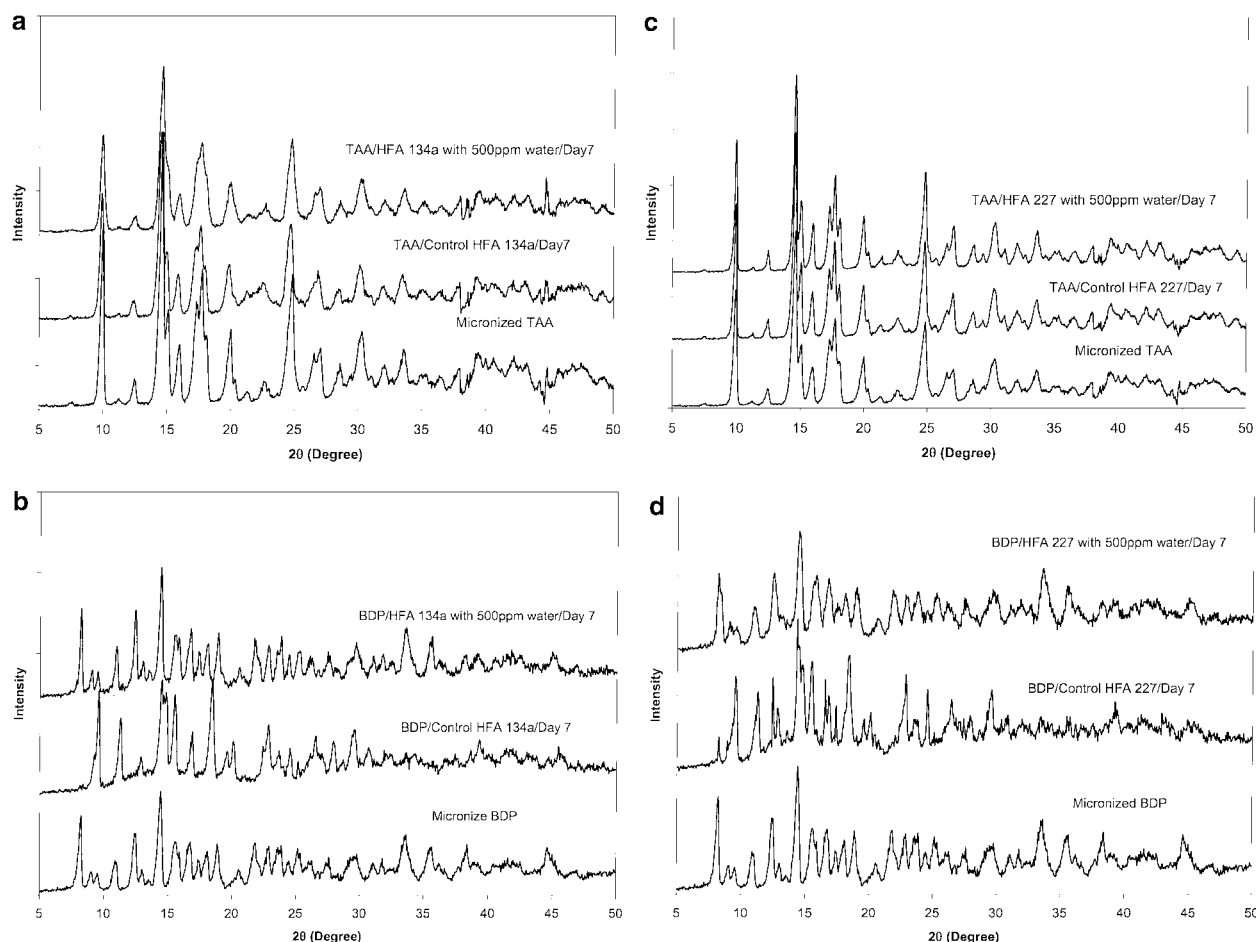 a
Intensity
TAA/HFA 134a with 500ppm water/Day7
TAA/Control HFA 134a/Day7
Micronized TAA
5 10 15 20 25 30 35 40 45 50
2θ (Degree)
c
Intensity
TAA/HFA 227 with 500ppm water/Day 7
TAA/Control HFA 227/Day 7
Micronized TAA
5 10 15 20 25 30 35 40 45 50
2θ (Degree)
b
Intensity
BDP/HFA 134a with 500ppm water/Day 7
BDP/Control HFA 134a/Day 7
Micronize BDP
5 10 15 20 25 30 35 40 45 50
2θ (Degree)
d
Intensity
BDP/HFA 227 with 500ppm water/Day 7
BDP/Control HFA 227/Day 7
Micronized BDP
5 10 15 20 25 30 35 40 45 50
2θ (Degree)